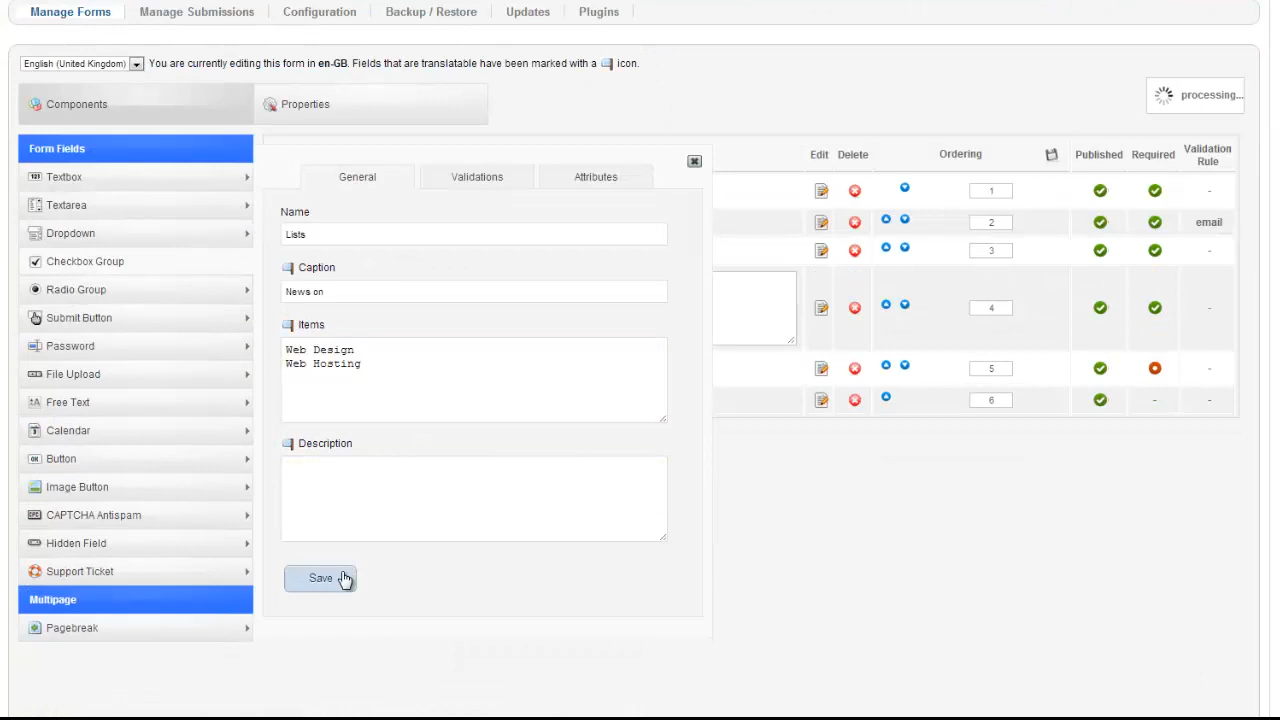 Manage Forms Manage Submissions Configuration Backup / Restore Updates Plugins
English (United Kingdom) You are currently editing this form in en-GB. Fields that are translatable have been marked with a icon.
Components Properties
processing...
Form Fields
Textbox
Textarea
Dropdown
Checkbox Group
Radio Group
Submit Button
Password
File Upload
Free Text
Calendar
OK Button
Image Button
CAPTCHA Antispam
Hidden Field
Support Ticket
Multipage
Pagebreak
General Validations Attributes
Name
Lists
Caption
News on
Items
Web Design
Web Hosting
Description
Save
Edit Delete Ordering Published Required Validation Rule
1 -
2 email
3 -
4 -
5 -
6 - -